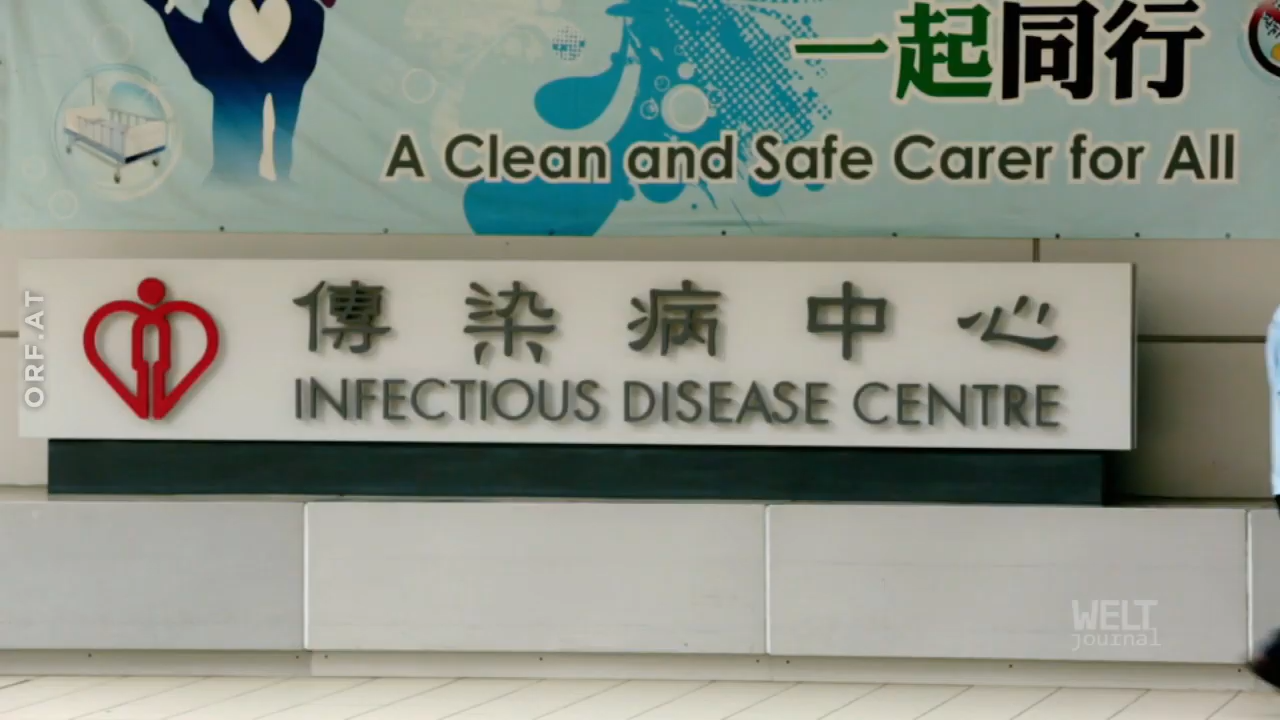 一起同行
A Clean and Safe Carer for All
傳染病中心
INFECTIOUS DISEASE CENTRE
ORF.AT
WELT
journal